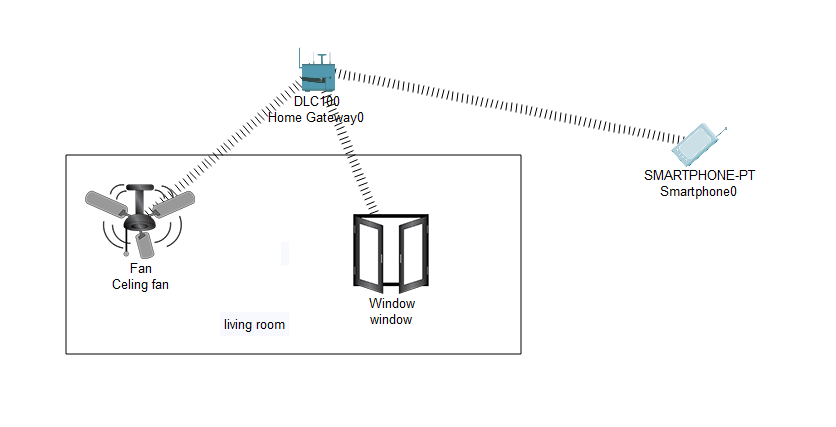 DLC100
Home Gateway0
SMARTPHONE-PT
Smartphone0
Fan
Celing fan
Window
window
living room